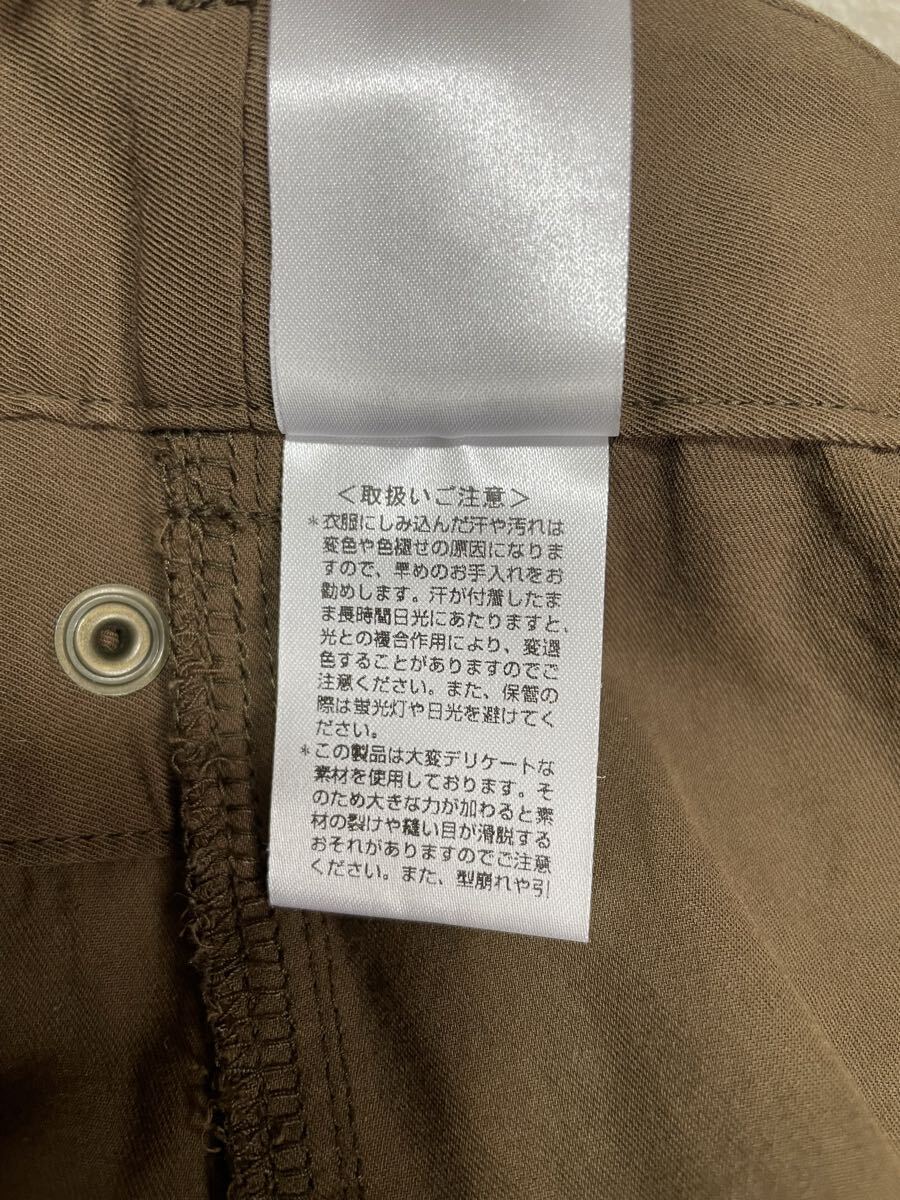 ＜取扱いご注意＞
＊衣服にしみ込んだ汗や汚れは
変色や色褪せの原因になりま
すので、早めのお手入れをお
勧めします。汗が付着したま
ま長時間日光にあたりますと、
光との複合作用により、変退
色することがありますのでご
注意ください。また、保管の
際は蛍光灯や日光を避けてく
ださい。
＊この製品は大変デリケートな
素材を使用しております。そ
のため大きな力が加わると素
材の裂けや縫い目が滑脱する
おそれがありますのでご注意
ください。また、型崩れや引